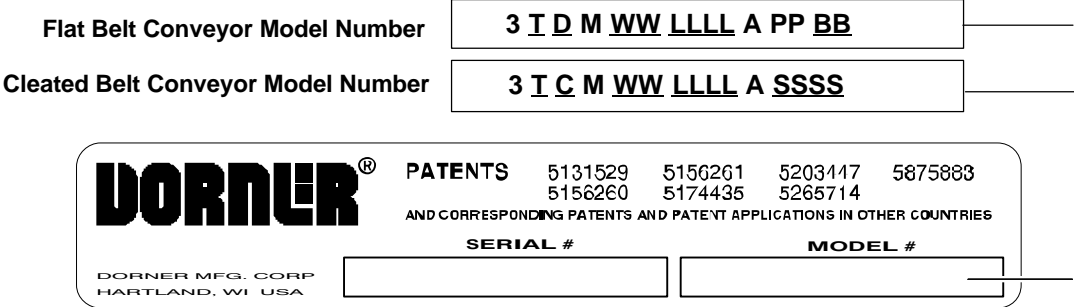 Flat Belt Conveyor Model Number 3 T D M WW LLLL A PP BB
Cleated Belt Conveyor Model Number 3 T C M WW LLLL A SSSS
DORNER® PATENTS 5131529 5156261 5203447 5875883
5156260 5174435 5265714
AND CORRESPONDING PATENTS AND PATENT APPLICATIONS IN OTHER COUNTRIES
SERIAL # MODEL #
DORNER MFG. CORP
HARTLAND, WI USA